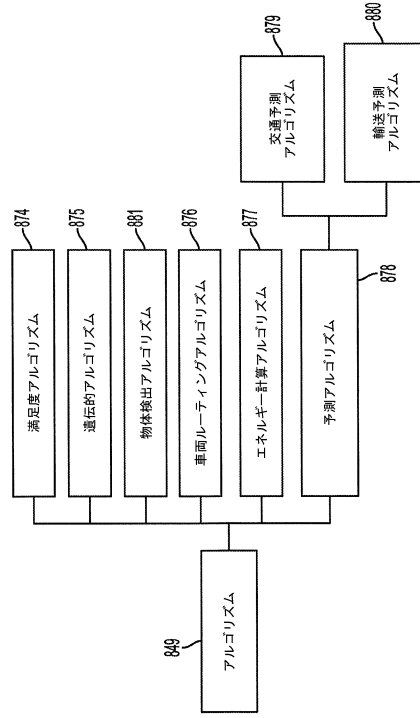 849
アルゴリズム
満足度アルゴリズム
874
遺伝的アルゴリズム
875
物体検出アルゴリズム
881
車両ルーティングアルゴリズム
876
エネルギー計算アルゴリズム
877
予測アルゴリズム
878
交通予測
アルゴリズム
879
輸送予測
アルゴリズム
880